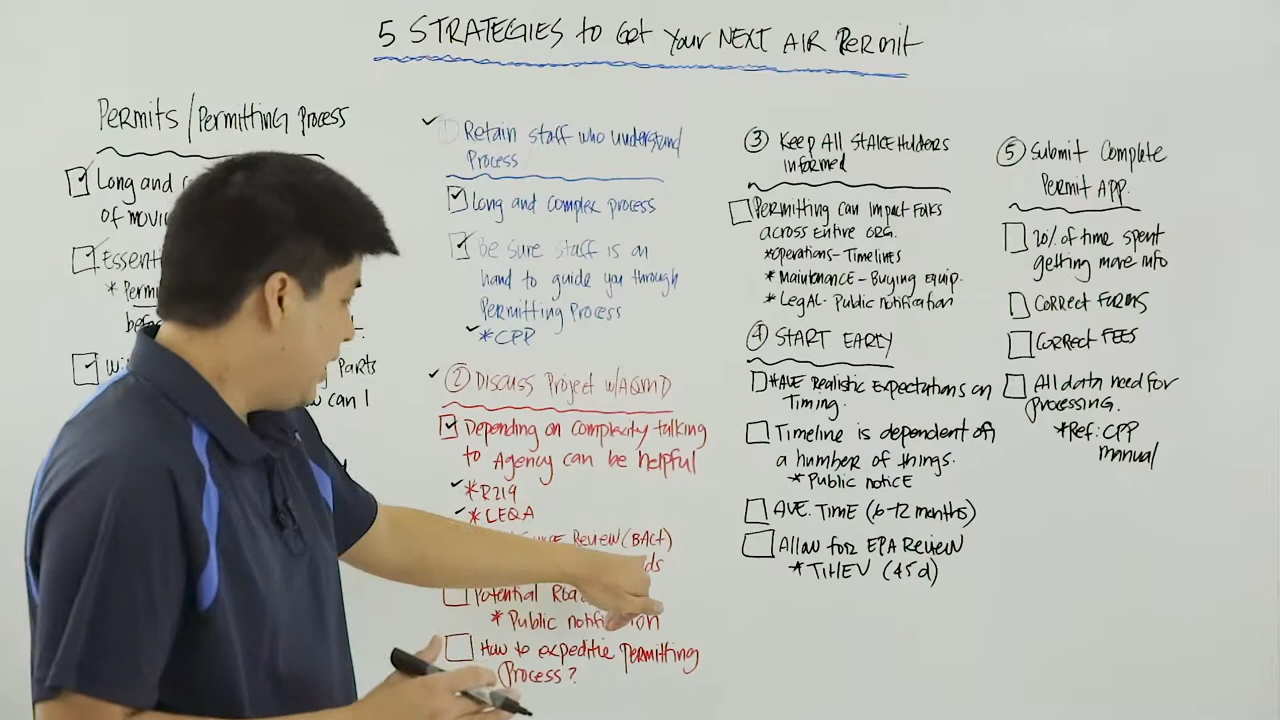 5 STRATEGIES to Get Your NEXT AIR PERMIT
PERMITS / PERMITTING PROCESS
Long and
of movi
Essent
* Permi
befo
Wi
Parts
can I
1 Retain staff who understand
Process
Long and complex process
Be sure staff is on
hand to guide you through
Permitting Process
* CPP
2 Discuss Project w/AQMD
Depending on complexity talking
to Agency can be helpful
* R219
* CEQA
Review (BACT)
ds
Potential Roa
* Public notification
How to expedite permitting
Process?
3 Keep All STAKEHolders
informed
Permitting can impact folks
across Entire ORG.
* Operations - Timelines
* Maintenance - Buying Equip.
* LegAL - Public notification
4 START EARLY
HAVE Realistic Expectations on
Timing.
Timeline is dependent on
a number of things.
* Public noticE
AVE. TimE (6-12 months)
Allow for EPA REVIEW
* TitlEV (45d)
5 Submit Complete
Permit APP.
20% of time spent
getting more info
Correct Forms
Correct FEES
All data need for
processing.
* Ref: CPP
manual